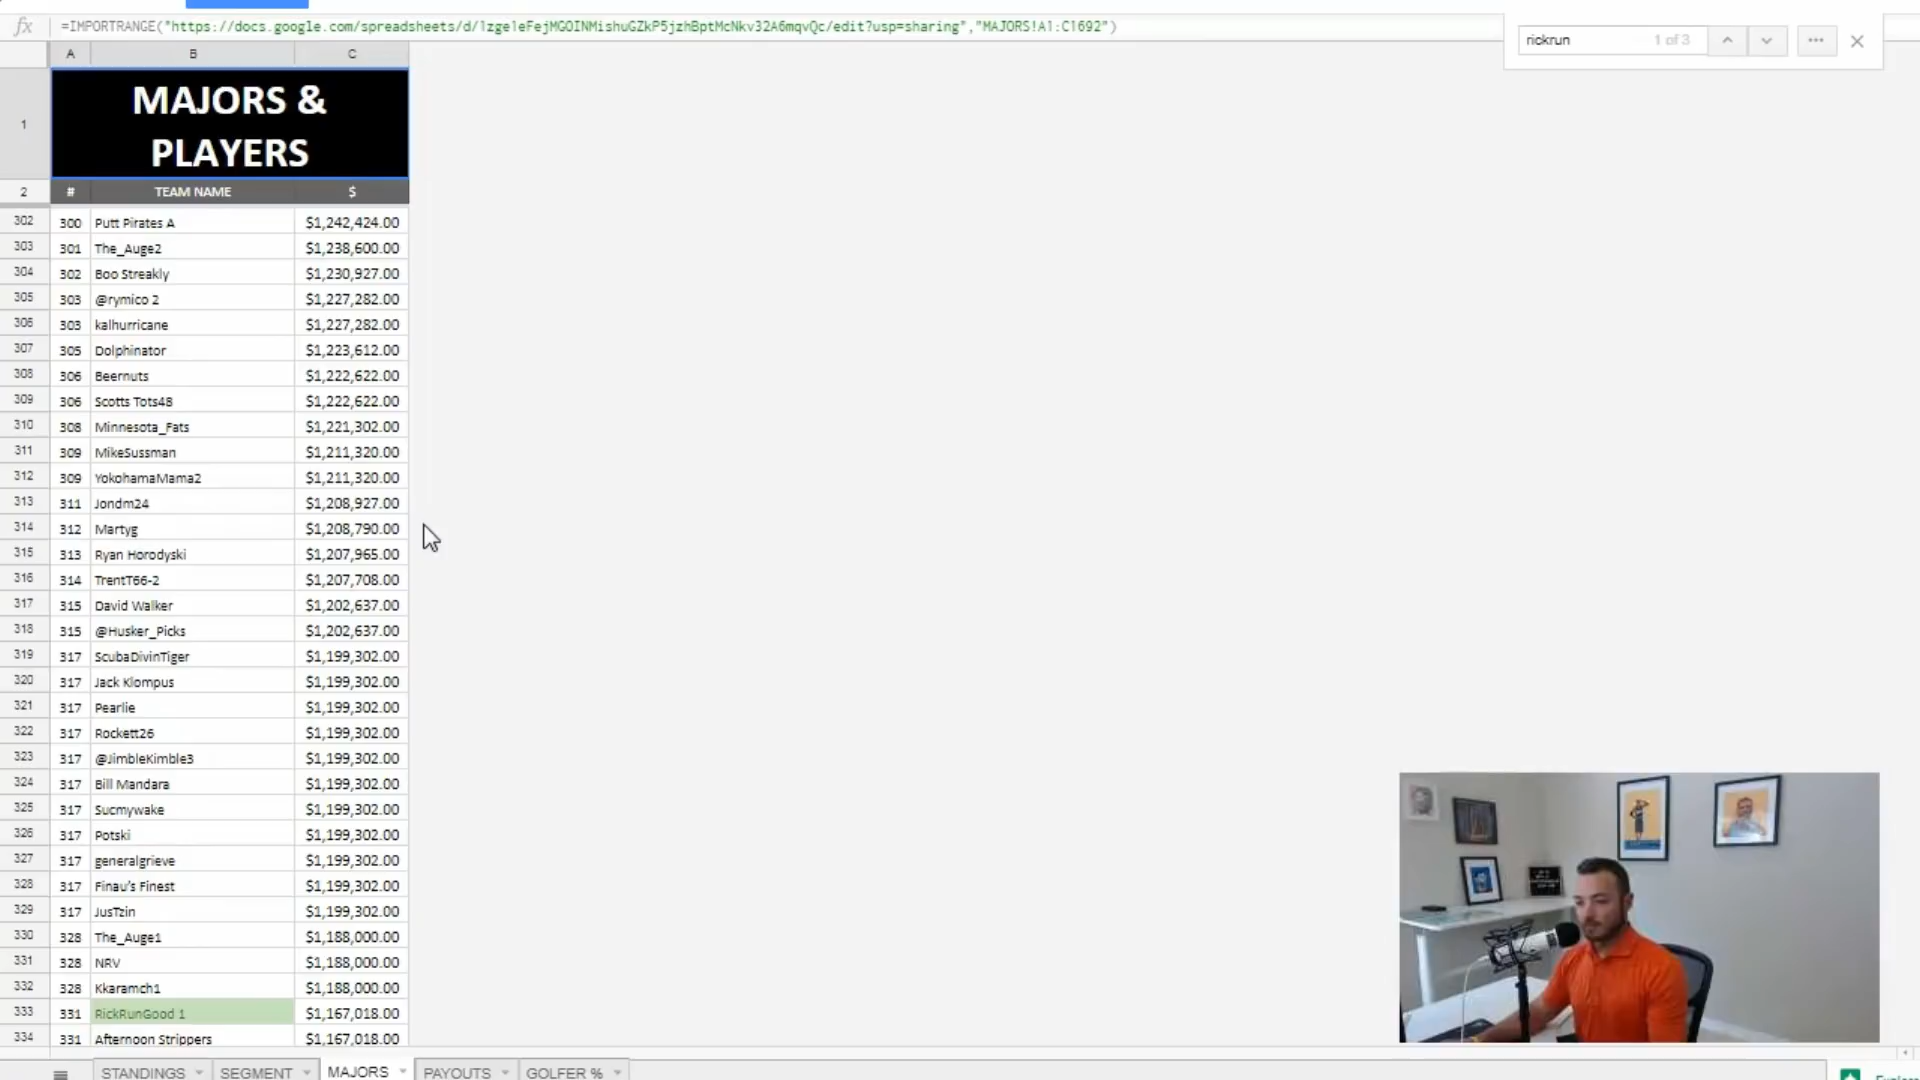 fx =IMPORTRANGE("https://docs.google.com/spreadsheets/d/1zge1eFejMGOINMishuGZkP5jzhBptMcNkv32A6mqvQc/edit?usp=sharing","MAJORS!A1:C1692")
rickrun 1 of 3
A B C
1 MAJORS &
PLAYERS
2 # TEAM NAME $
302 300 Putt Pirates A $1,242,424.00
303 301 The_Auge2 $1,238,600.00
304 302 Boo Streakly $1,230,927.00
305 303 @rymico 2 $1,227,282.00
306 303 kalhurricane $1,227,282.00
307 305 Dolphinator $1,223,612.00
308 306 Beernuts $1,222,622.00
309 306 Scotts Tots48 $1,222,622.00
310 308 Minnesota_Fats $1,221,302.00
311 309 MikeSussman $1,211,320.00
312 309 YokohamaMama2 $1,211,320.00
313 311 Jondm24 $1,208,927.00
314 312 Martyg $1,208,790.00
315 313 Ryan Horodyski $1,207,965.00
316 314 TrentT66-2 $1,207,708.00
317 315 David Walker $1,202,637.00
318 315 @Husker_Picks $1,202,637.00
319 317 ScubaDivinTiger $1,199,302.00
320 317 Jack Klompus $1,199,302.00
321 317 Pearlie $1,199,302.00
322 317 Rockett26 $1,199,302.00
323 317 @JimbleKimble3 $1,199,302.00
324 317 Bill Mandara $1,199,302.00
325 317 Sucmywake $1,199,302.00
326 317 Potski $1,199,302.00
327 317 generalgrieve $1,199,302.00
328 317 Finau's Finest $1,199,302.00
329 317 JusTzin $1,199,302.00
330 328 The_Auge1 $1,188,000.00
331 328 NRV $1,188,000.00
332 328 Kkaramch1 $1,188,000.00
333 331 RickRunGood 1 $1,167,018.00
334 331 Afternoon Strippers $1,167,018.00
STANDINGS SEGMENT MAJORS PAYOUTS GOLFER %